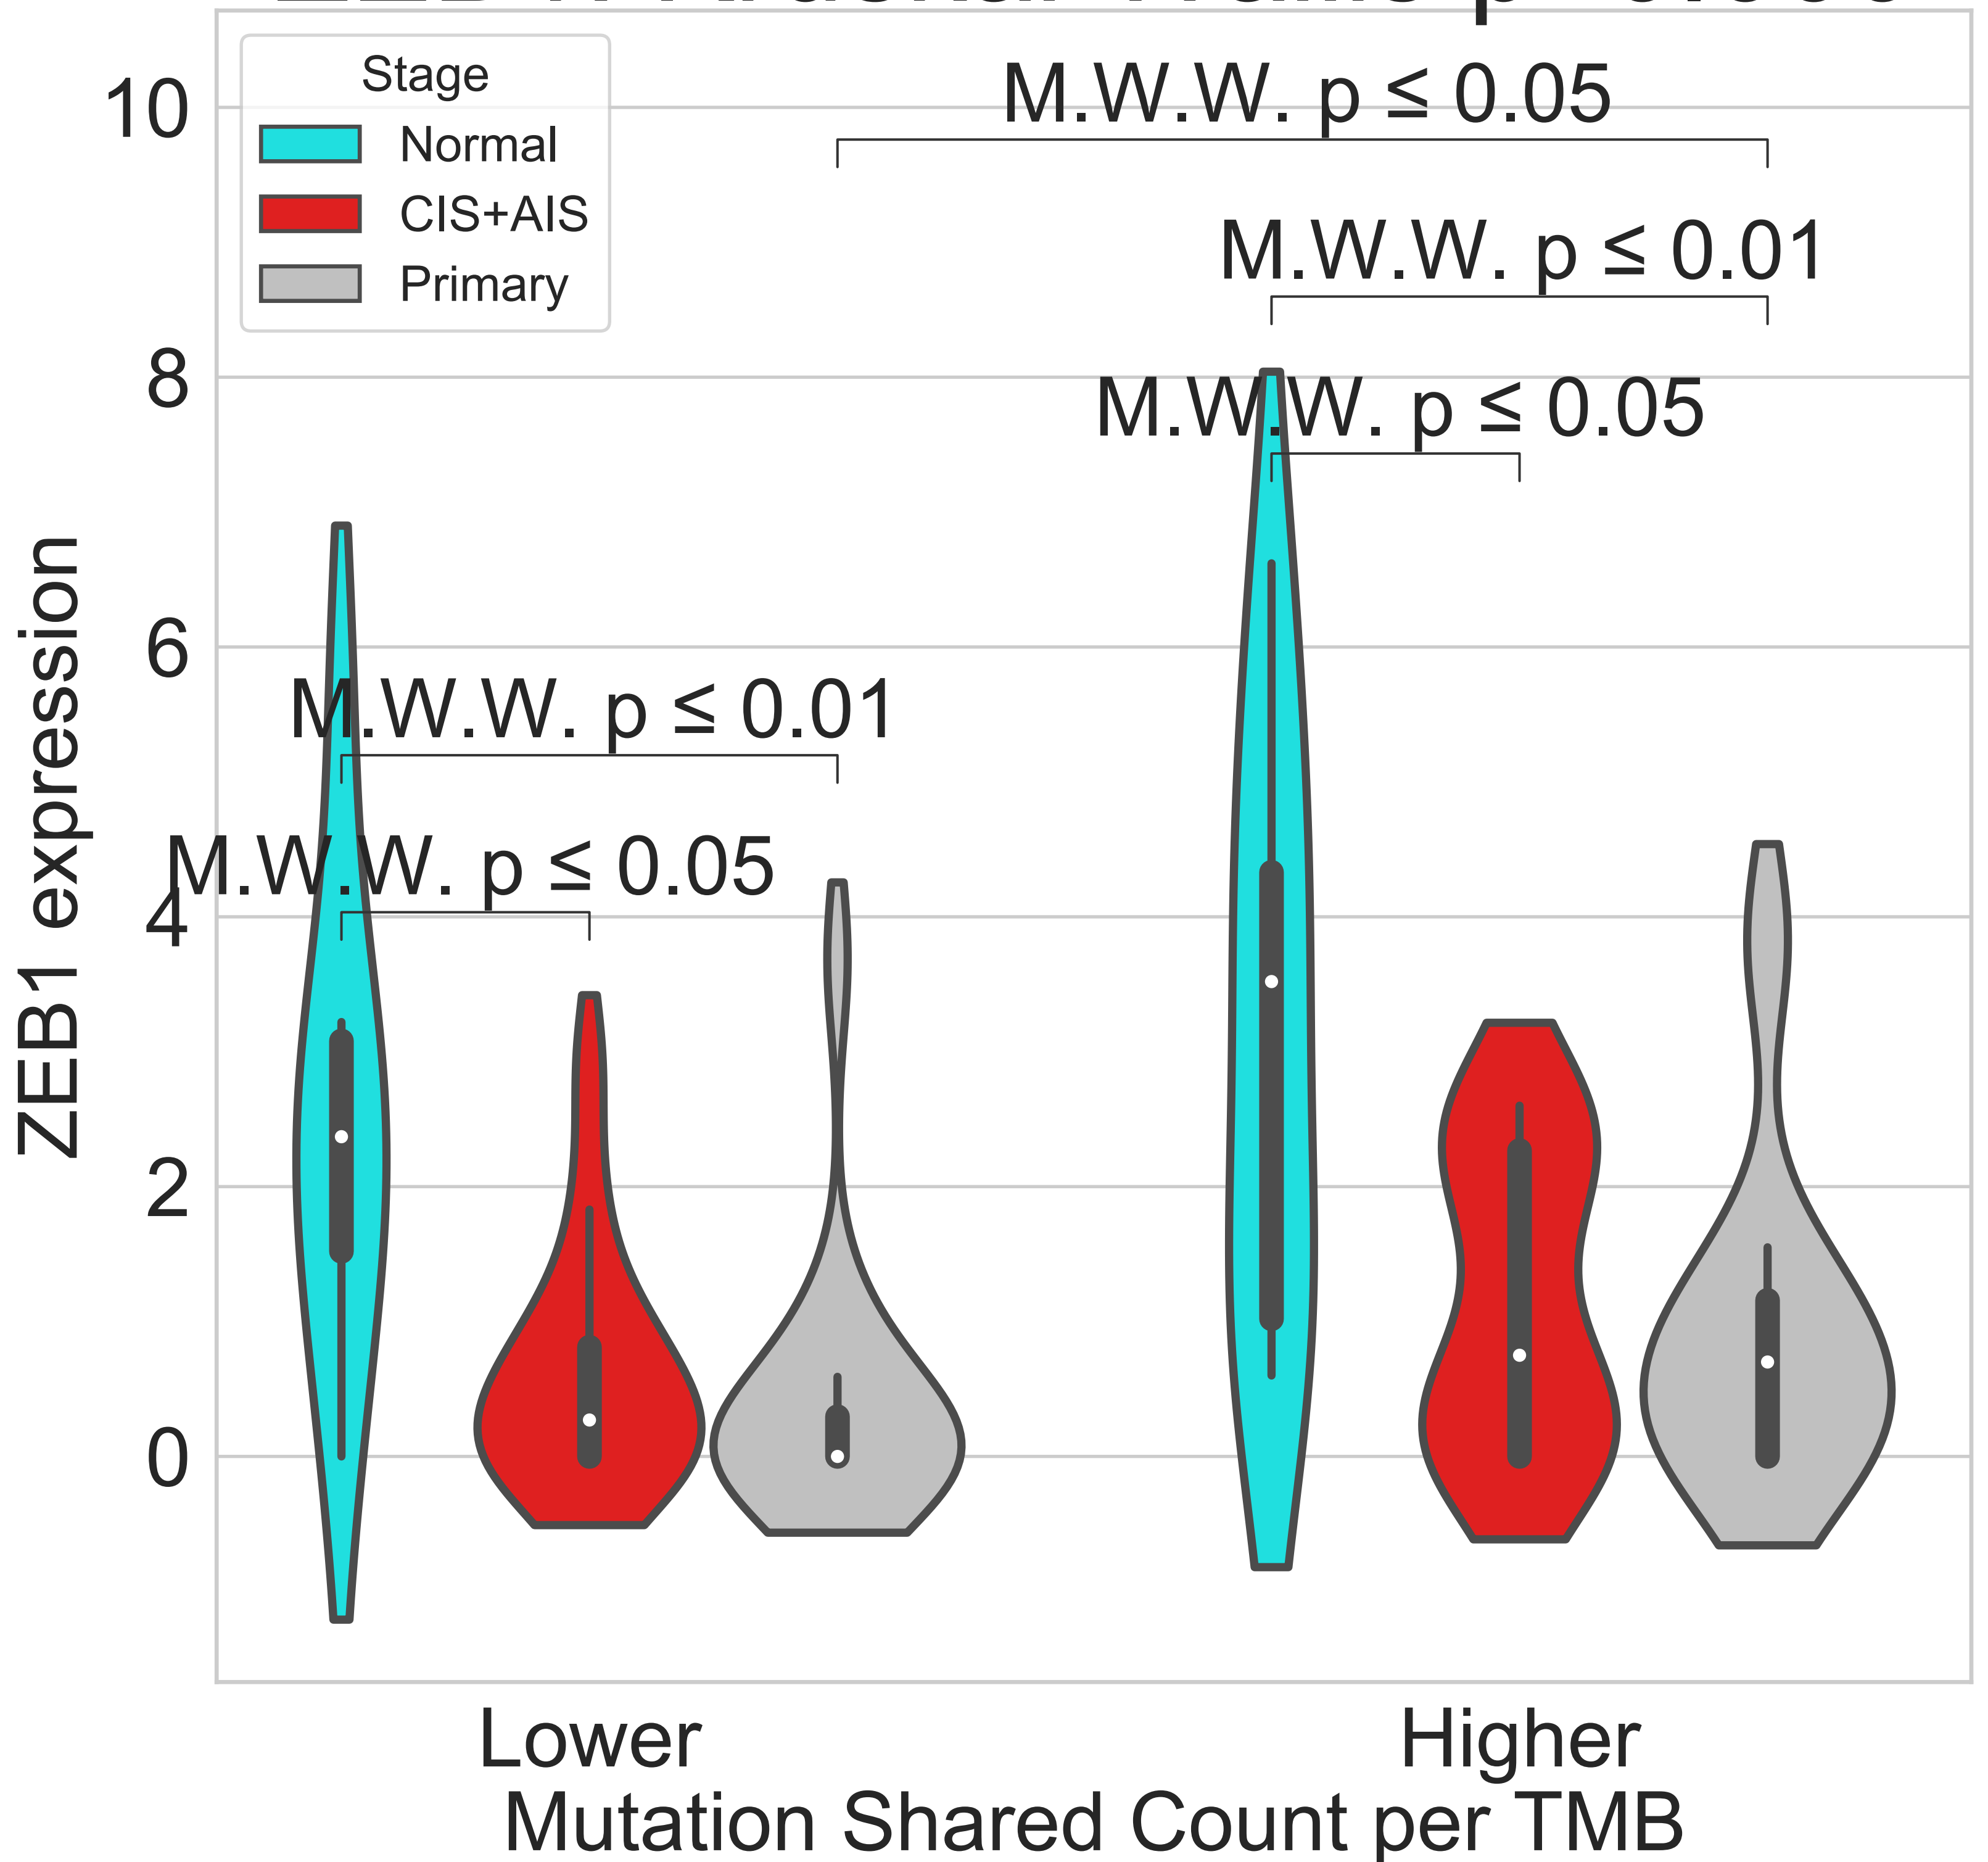 Stage
Normal
CIS+AIS
Primary
M.W.W. p ≤ 0.05
M.W.W. p ≤ 0.01
M.W.W. p ≤ 0.05
M.W.W. p ≤ 0.01
M.W.W. p ≤ 0.05
10
8
6
4
2
0
ZEB1 expression
Lower
Higher
Mutation Shared Count per TMB